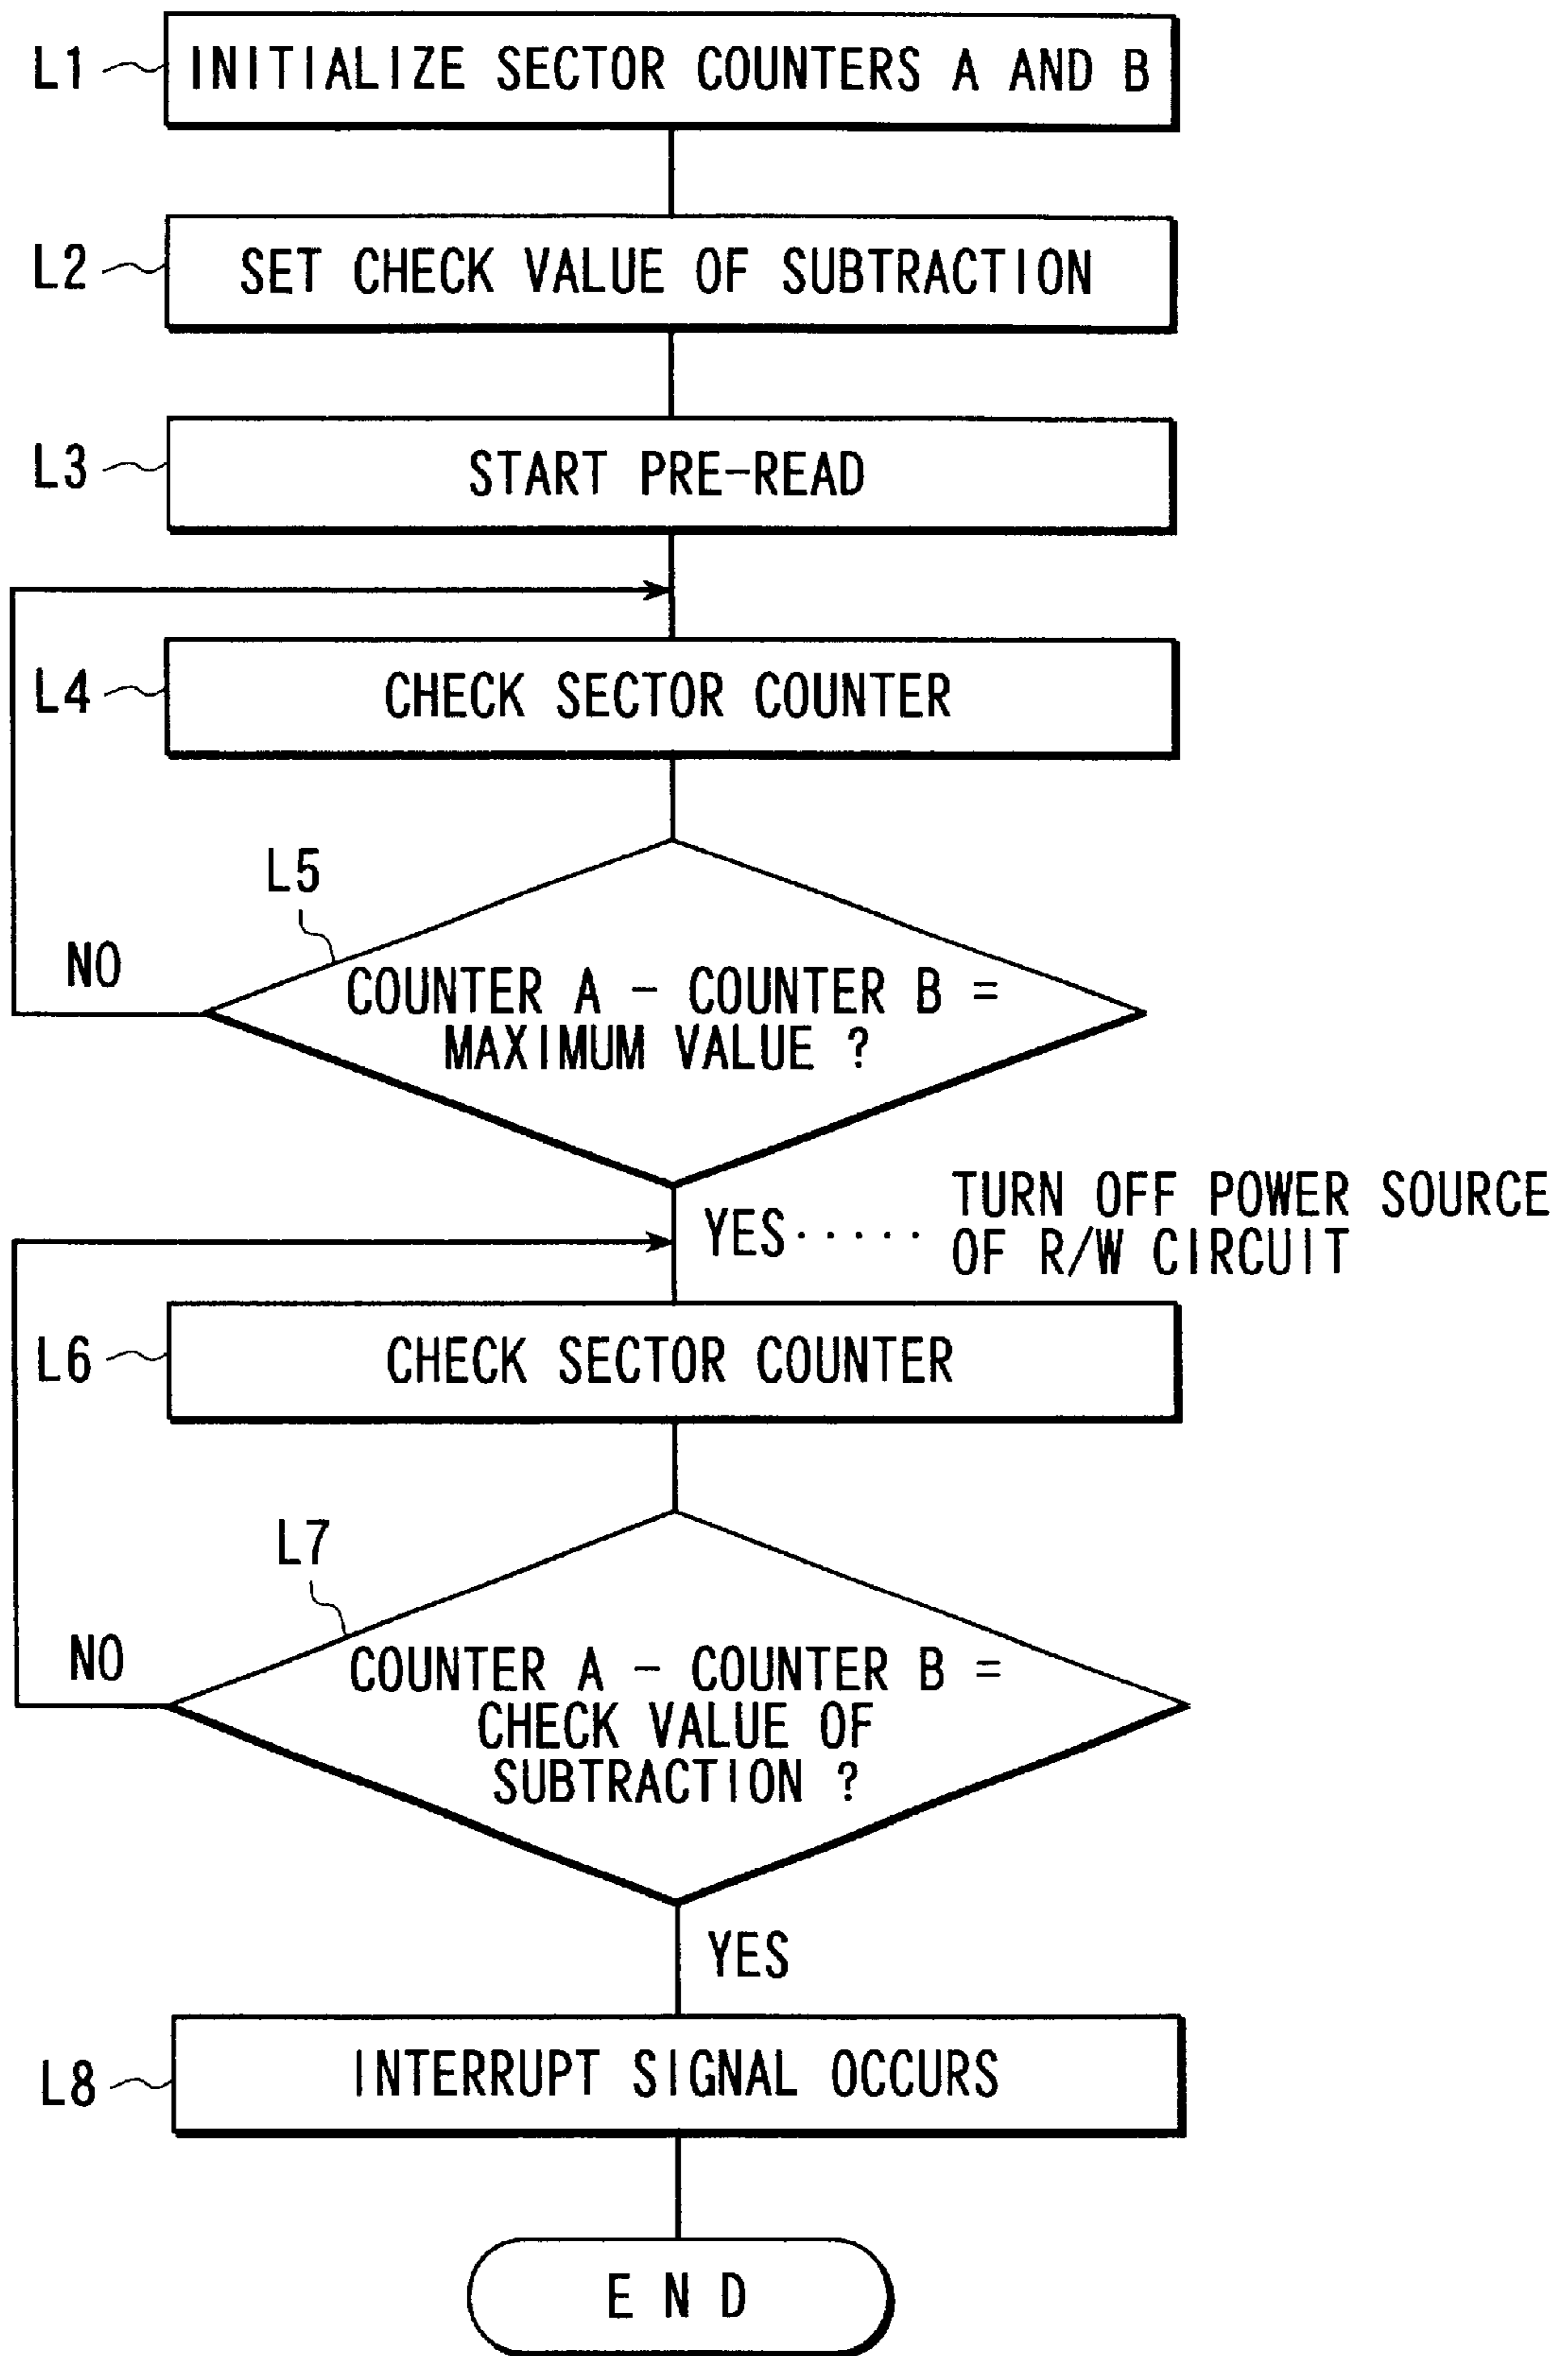 L1
INITIALIZE SECTOR COUNTERS A AND B
L2
SET CHECK VALUE OF SUBTRACTION
L3
START PRE-READ
L4
CHECK SECTOR COUNTER
L5
NO
COUNTER A - COUNTER B =
MAXIMUM VALUE ?
YES ･････ TURN OFF POWER SOURCE
OF R/W CIRCUIT
L6
CHECK SECTOR COUNTER
L7
NO
COUNTER A - COUNTER B =
CHECK VALUE OF
SUBTRACTION ?
YES
L8
INTERRUPT SIGNAL OCCURS
END